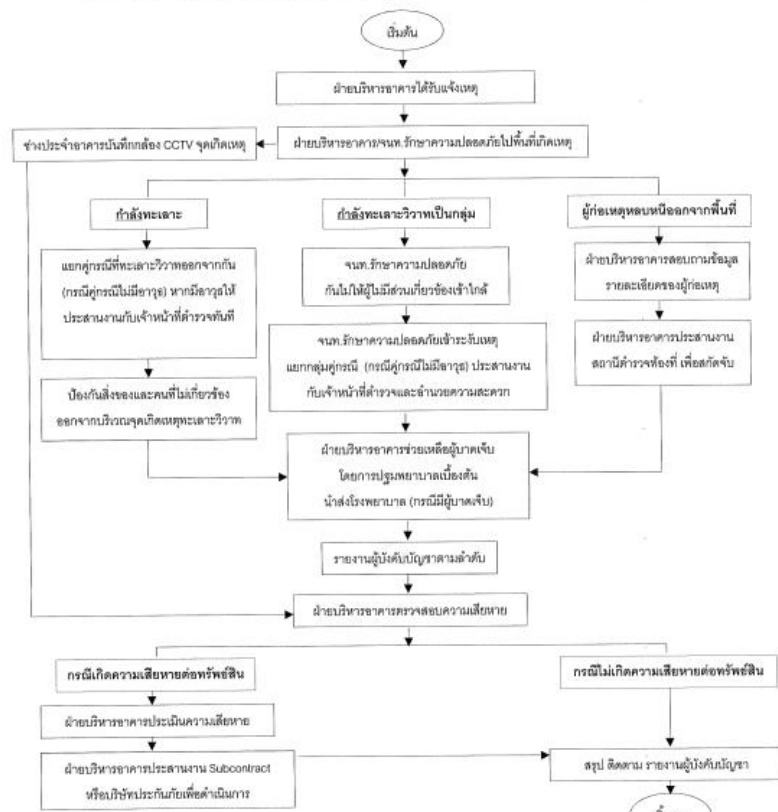 เริ่มต้น
ฝ่ายบริหารอาคารได้รับแจ้งเหตุ
ช่างประจำอาคารบันทึกกล้อง CCTV จุดเกิดเหตุ
ฝ่ายบริหารอาคาร/จนท.รักษาความปลอดภัยไปพื้นที่เกิดเหตุ
กำลังทะเลาะ
แยกคู่กรณีที่ทะเลาะวิวาทออกจากกัน
(กรณีคู่กรณีไม่มีอาวุธ) หากมีอาวุธให้
ประสานงานกับเจ้าหน้าที่ตำรวจทันที
ป้องกันสิ่งของและคนที่ไม่เกี่ยวข้อง
ออกจากบริเวณจุดเกิดเหตุทะเลาะวิวาท
กำลังทะเลาะวิวาทเป็นกลุ่ม
จนท.รักษาความปลอดภัย
กันไม่ให้ผู้ไม่มีส่วนเกี่ยวข้องเข้าใกล้
จนท.รักษาความปลอดภัยเข้าระงับเหตุ
แยกกลุ่มคู่กรณี (กรณีคู่กรณีไม่มีอาวุธ) ประสานงาน
กับเจ้าหน้าที่ตำรวจและอำนวยความสะดวก
ผู้ก่อเหตุหลบหนีออกจากพื้นที่
ฝ่ายบริหารอาคารสอบถามข้อมูล
รายละเอียดของผู้ก่อเหตุ
ฝ่ายบริหารอาคารประสานงาน
สถานีตำรวจท้องที่ เพื่อสกัดจับ
ฝ่ายบริหารอาคารช่วยเหลือผู้บาดเจ็บ
โดยการปฐมพยาบาลเบื้องต้น
นำส่งโรงพยาบาล (กรณีมีผู้บาดเจ็บ)
รายงานผู้บังคับบัญชาตามลำดับ
ฝ่ายบริหารอาคารตรวจสอบความเสียหาย
กรณีเกิดความเสียหายต่อทรัพย์สิน
ฝ่ายบริหารอาคารประเมินความเสียหาย
ฝ่ายบริหารอาคารประสานงาน Subcontract
หรือบริษัทประกันภัยเพื่อดำเนินการ
กรณีไม่เกิดความเสียหายต่อทรัพย์สิน
สรุป ติดตาม รายงานผู้บังคับบัญชา